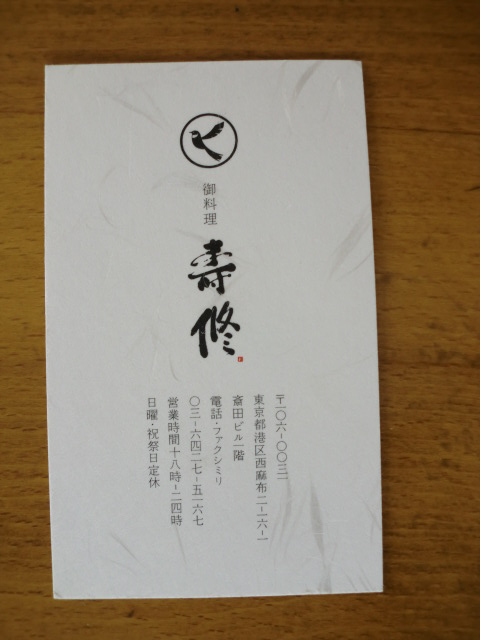 御料理
壽修
〒一〇六-〇〇三一
東京都港区西麻布二-一六-一
斎田ビル一階
電話・ファクシミリ
〇三-六四二七-五一六七
営業時間十八時-二四時
日曜・祝祭日定休